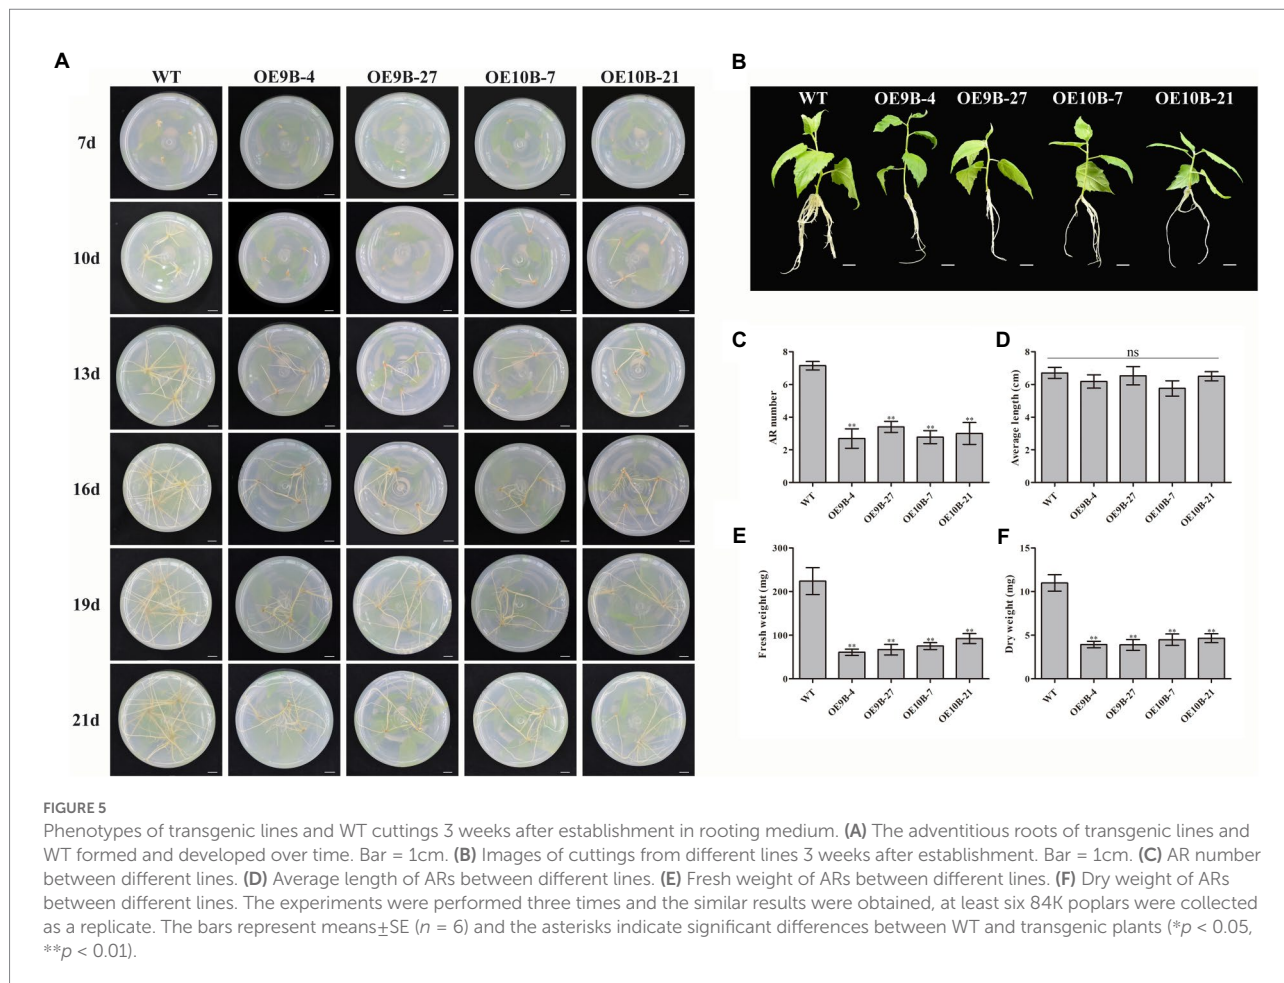 A
WT OE9B-4 OE9B-27 OE10B-7 OE10B-21
7d
10d
13d
16d
19d
21d
B
WT OE9B-4 OE9B-27 OE10B-7 OE10B-21
C
AR number
8
6
4
2
0
** ** ** **
WT OE9B-4 OE9B-27 OE10B-7 OE10B-21
D
Average length (cm)
8
6
4
2
0
ns
WT OE9B-4 OE9B-27 OE10B-7 OE10B-21
E
Fresh weight (mg)
300
200
100
0
** ** ** **
WT OE9B-4 OE9B-27 OE10B-7 OE10B-21
F
Dry weight (mg)
15
10
5
0
** ** ** **
WT OE9B-4 OE9B-27 OE10B-7 OE10B-21
FIGURE 5
Phenotypes of transgenic lines and WT cuttings 3 weeks after establishment in rooting medium. (A) The adventitious roots of transgenic lines and
WT formed and developed over time. Bar = 1cm. (B) Images of cuttings from different lines 3 weeks after establishment. Bar = 1cm. (C) AR number
between different lines. (D) Average length of ARs between different lines. (E) Fresh weight of ARs between different lines. (F) Dry weight of ARs
between different lines. The experiments were performed three times and the similar results were obtained, at least six 84K poplars were collected
as a replicate. The bars represent means±SE (n = 6) and the asterisks indicate significant differences between WT and transgenic plants (*p < 0.05,
**p < 0.01).